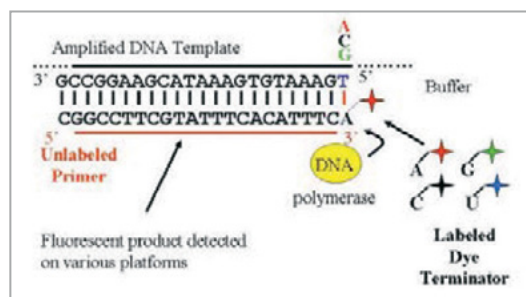 A
C
G
Amplified DNA Template
3' GCCGGAAGCATAAAGTGTAAAGT 5'
Buffer
CGGCCTTCGTATTTCACATTTCA
5' 3'
Unlabeled
Primer
DNA
polymerase
A G
C U
Fluorescent product detected
on various platforms
Labeled
Dye
Terminator